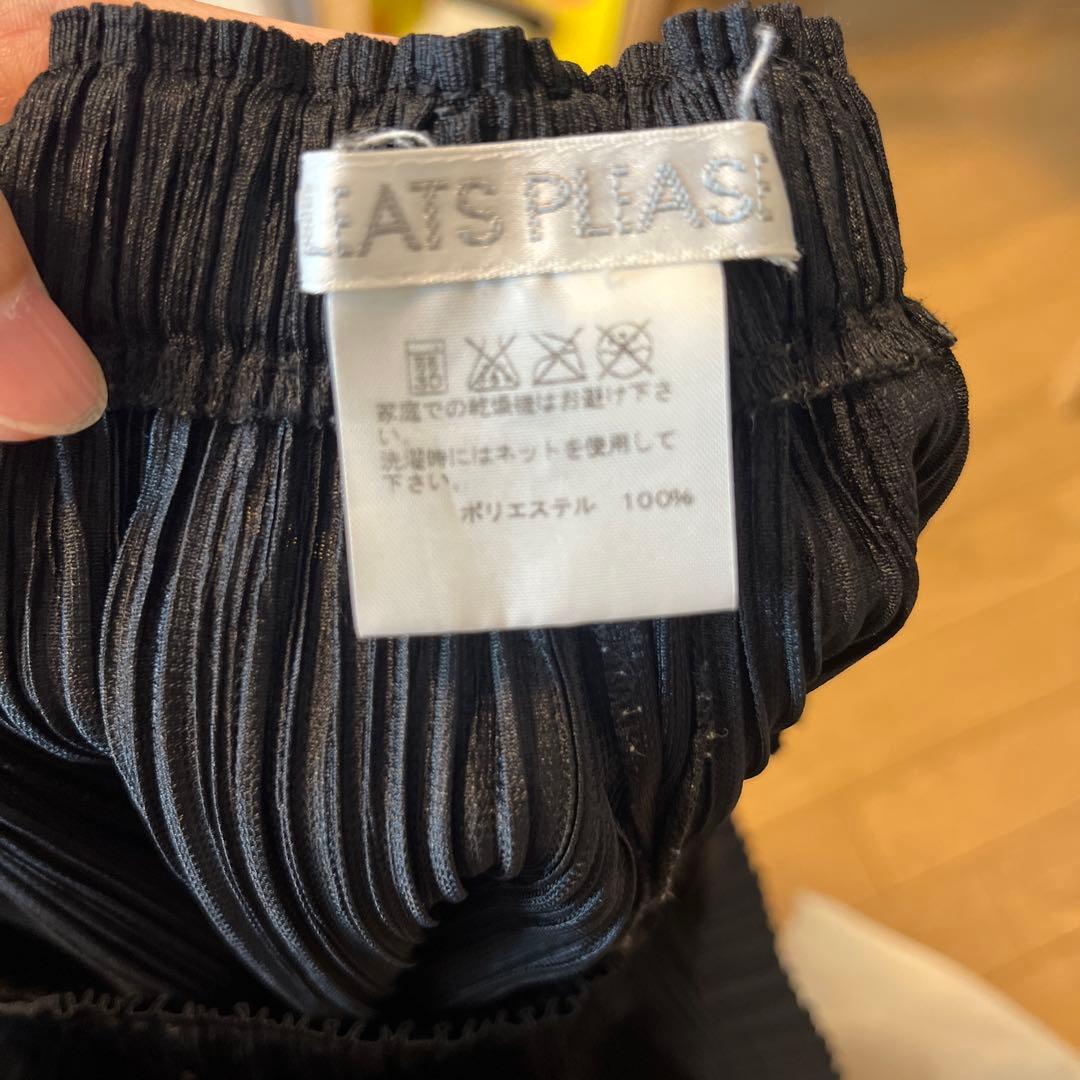 EATS PLEASE
家庭での乾燥機はお避け下さ
い。
洗濯時にはネットを使用して
下さい。
ポリエステル 100%